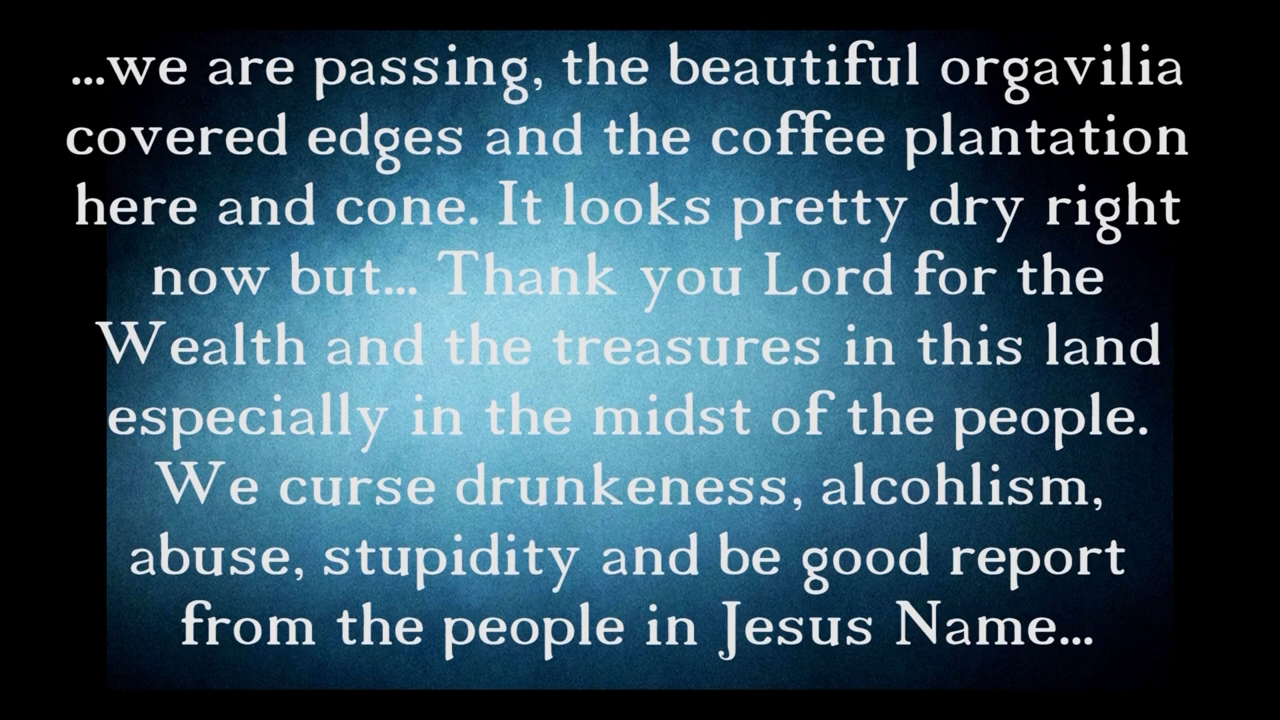 ...we are passing, the beautiful orgavilia
covered edges and the coffee plantation
here and cone. It looks pretty dry right
now but... Thank you Lord for the
Wealth and the treasures in this land
especially in the midst of the people.
We curse drunkeness, alcohlism,
abuse, stupidity and be good report
from the people in Jesus Name...